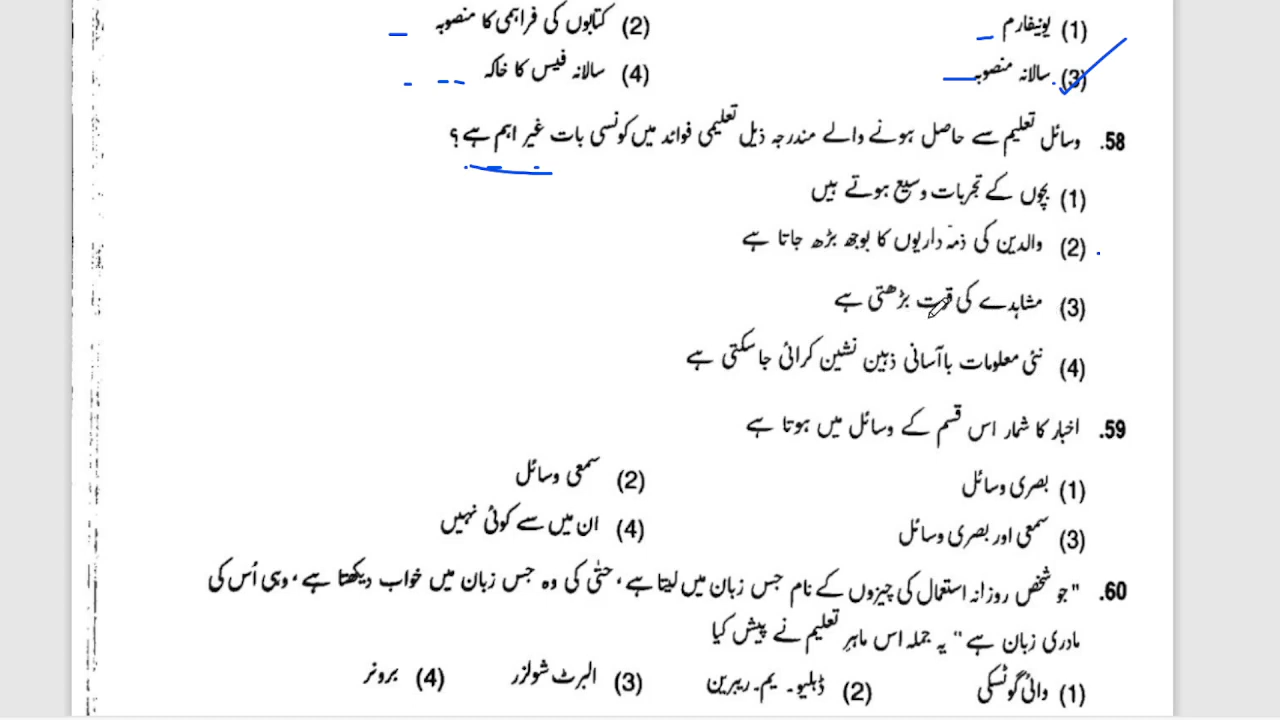 (1) یونیفارم (2) کتابوں کی فراہمی کا منصوبہ
(3) سالانہ منصوبہ (4) سالانہ فیس کا خاکہ
58. وسائل تعلیم سے حاصل ہونے والے مندرجہ ذیل تعلیمی فوائد میں کونسی بات غیر اہم ہے ؟
(1) بچّوں کے تجربات وسیع ہوتے ہیں
(2) والدین کی ذمہّ داریوں کا بوجھ بڑھ جاتا ہے
(3) مشاہدے کی قوت بڑھتی ہے
(4) نئی معلومات باآسانی ذہین نشین کرائی جاسکتی ہے
59. اخبار کا شمار اس قسم کے وسائل میں ہوتا ہے
(1) بصری وسائل (2) سمعی وسائل
(3) سمعی اور بصری وسائل (4) ان میں سے کوئی نہیں
60. " جو شخص روزانہ استعمال کی چیزوں کے نام جس زبان میں لیتا ہے ، حتٰی کی وہ جس زبان میں خواب دیکھتا ہے ، وہی اُس کی
مادری زبان ہے " یہ جملہ اس ماہرِ تعلیم نے پیش کیا
(1) وائی گوٹسکی (2) ڈبلیو۔ یم۔ ریبرین (3) البرٹ شولزر (4) برونر